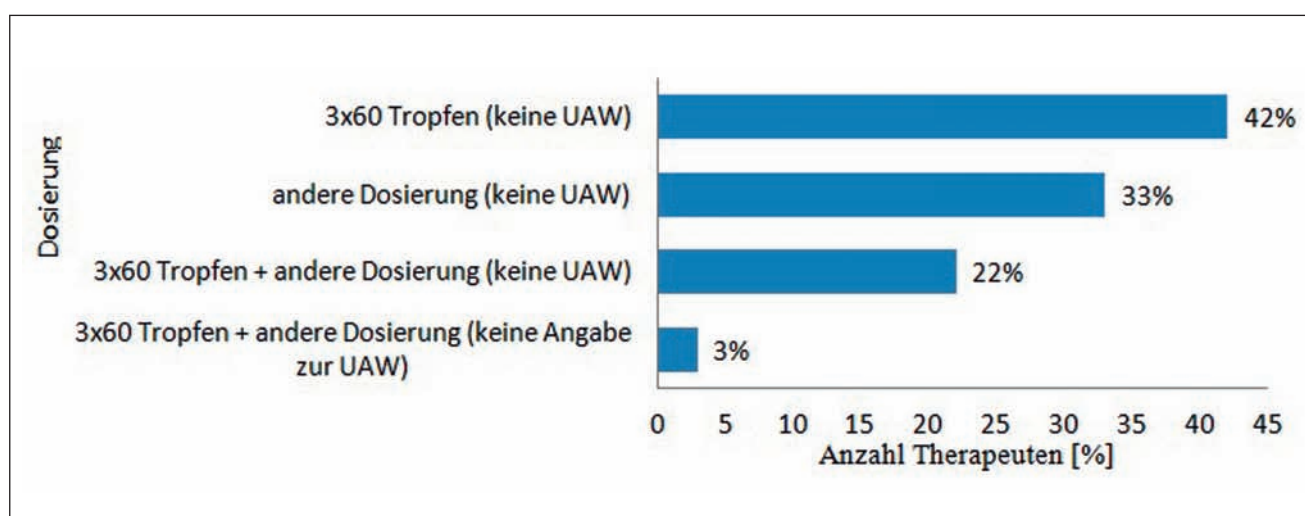 Dosierung
3x60 Tropfen (keine UAW)
42%
andere Dosierung (keine UAW)
33%
3x60 Tropfen + andere Dosierung (keine UAW)
22%
3x60 Tropfen + andere Dosierung (keine Angabe
zur UAW)
3%
0 5 10 15 20 25 30 35 40 45
Anzahl Therapeuten [%]